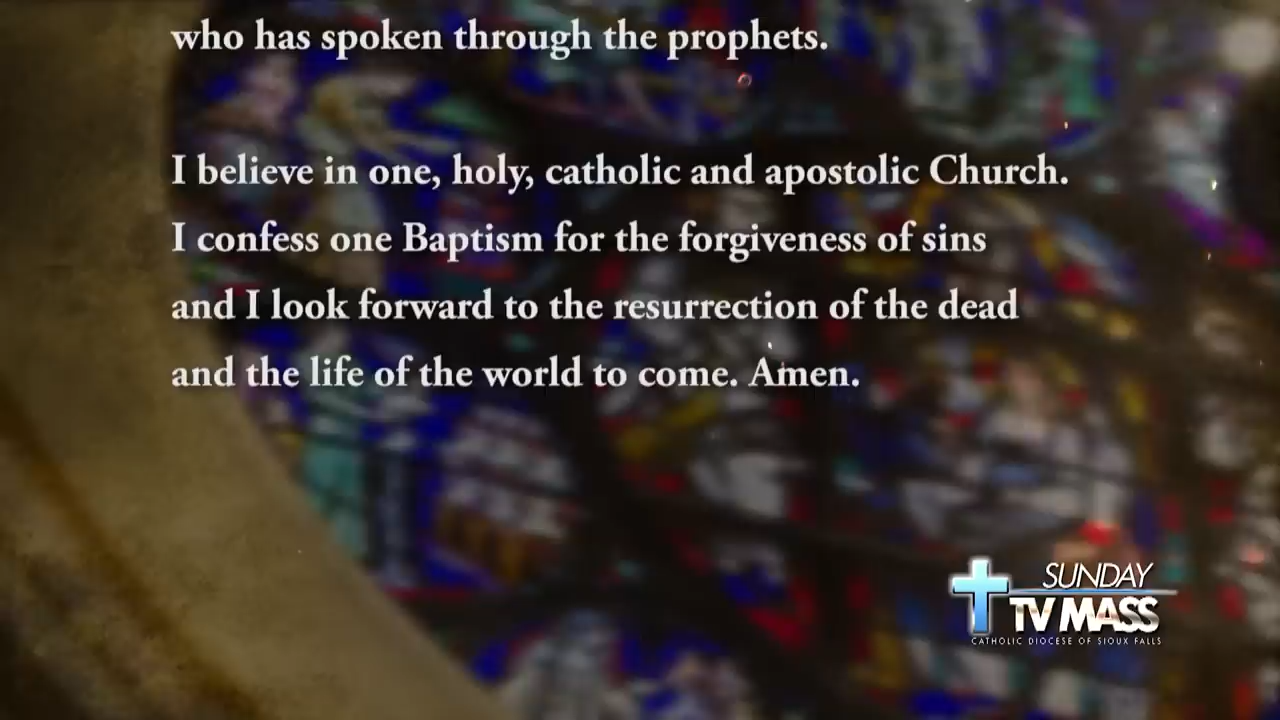 who has spoken through the prophets.
I believe in one, holy, catholic and apostolic Church.
I confess one Baptism for the forgiveness of sins
and I look forward to the resurrection of the dead
and the life of the world to come. Amen.
SUNDAY
TV MASS
CATHOLIC DIOCESE OF SIOUX FALLS